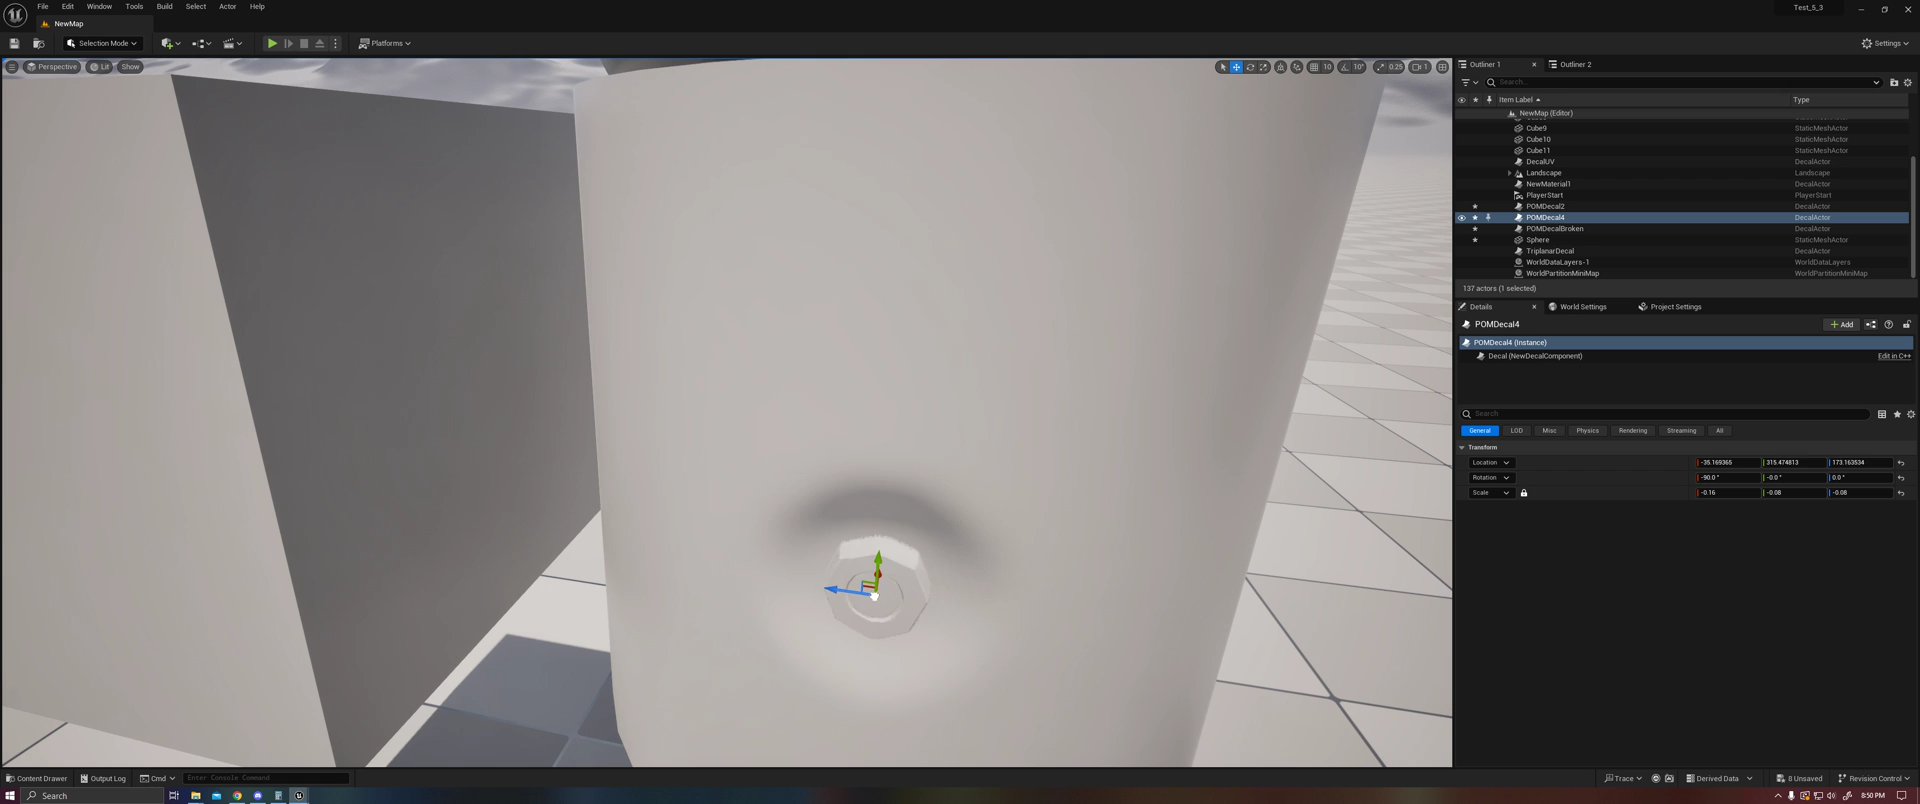 File Edit Window Tools Build Select Actor Help
Test_5_3
NewMap
Selection Mode
Platforms
Settings
Perspective Lit Show
10 10° 0.25 1
Outliner 1 Outliner 2
Search...
Item Label Type
NewMap (Editor)
Cube9 StaticMeshActor
Cube10 StaticMeshActor
Cube11 StaticMeshActor
DecalUV DecalActor
Landscape Landscape
NewMaterial1 DecalActor
PlayerStart PlayerStart
POMDecal2 DecalActor
POMDecal4 DecalActor
POMDecalBroken DecalActor
Sphere StaticMeshActor
TriplanarDecal DecalActor
WorldDataLayers-1 WorldDataLayers
WorldPartitionMiniMap WorldPartitionMiniMap
137 actors (1 selected)
Details World Settings Project Settings
POMDecal4 Add
POMDecal4 (Instance)
Decal (NewDecalComponent) Edit in C++
Search
General LOD Misc Physics Rendering Streaming All
Transform
Location -35.169365 315.474813 173.163534
Rotation -90.0 ° -0.0 ° 0.0 °
Scale -0.16 -0.08 -0.08
Content Drawer Output Log Cmd Enter Console Command Trace Derived Data 8 Unsaved Revision Control
Search 8:50 PM